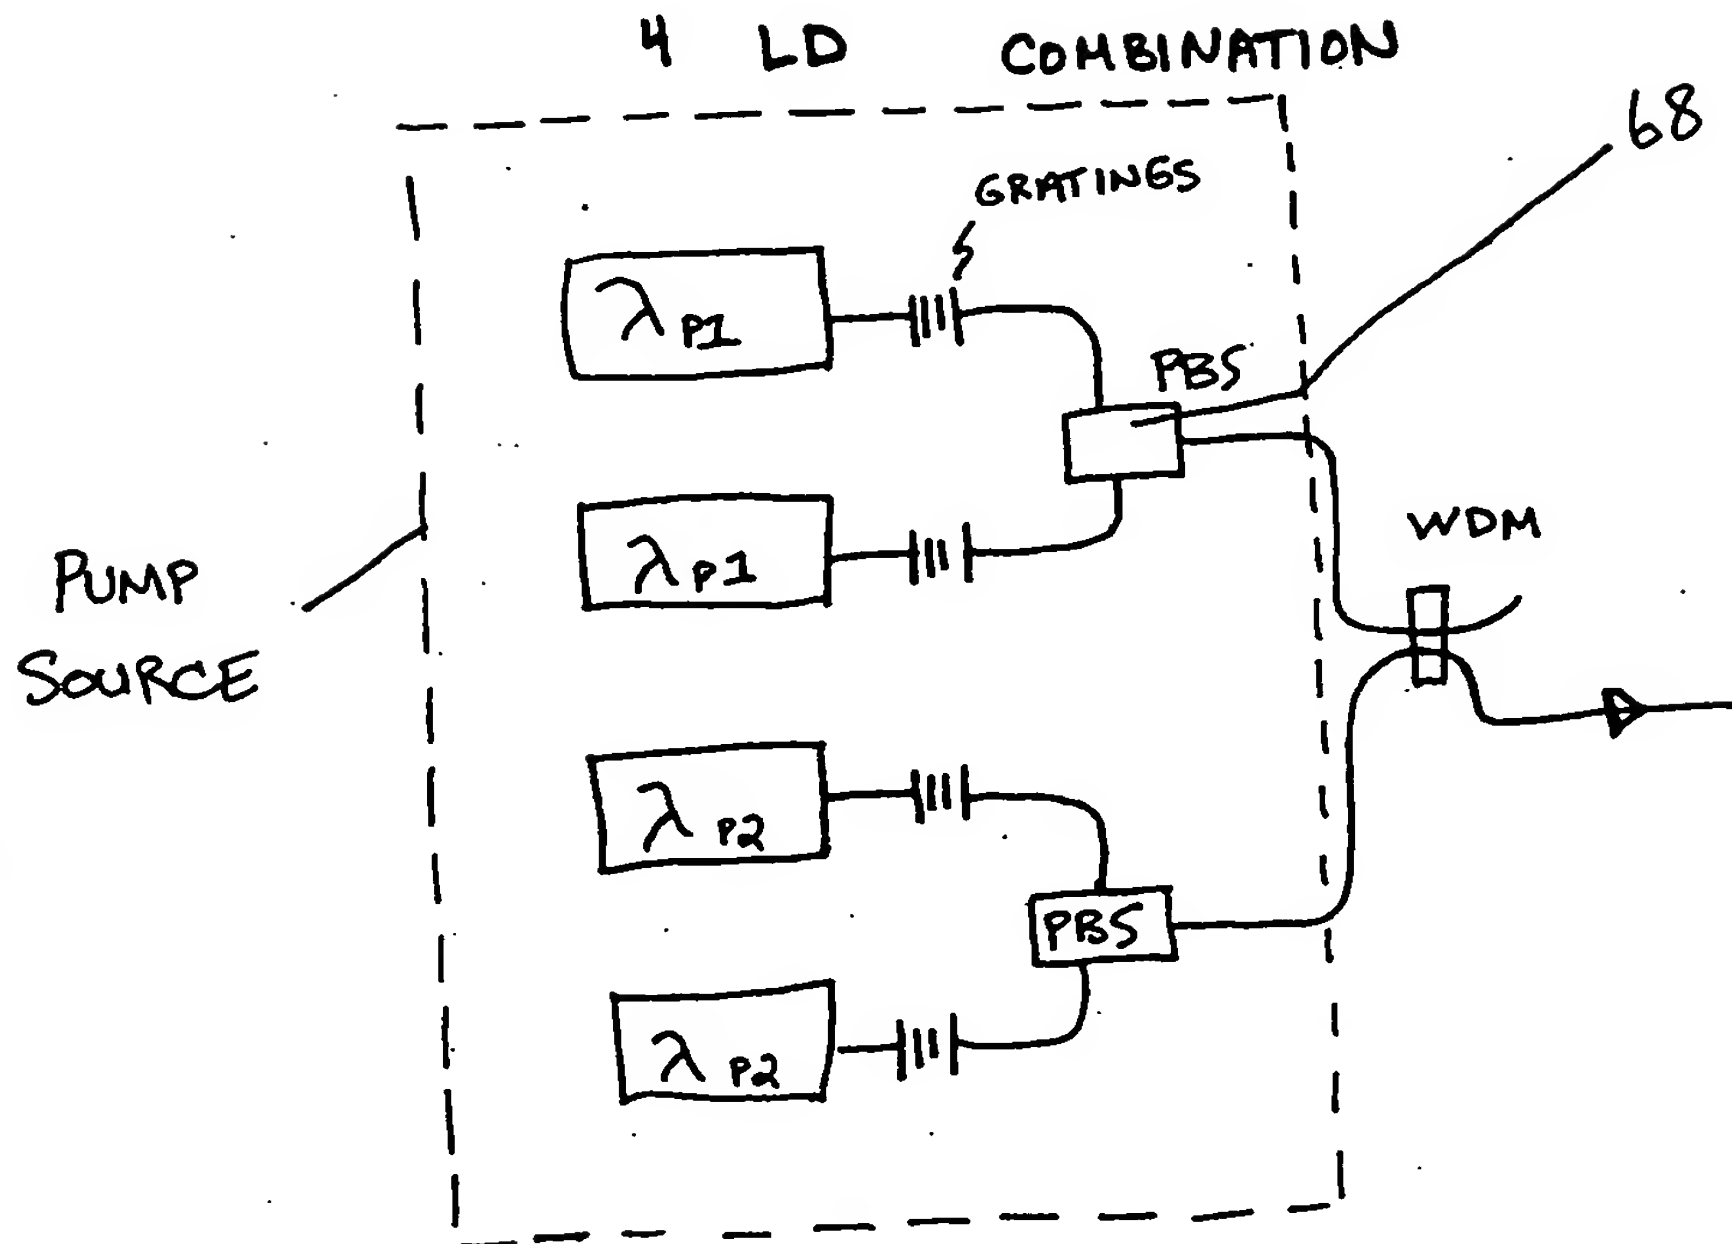 4 LD COMBINATION
68
GRATINGS
λP1
PBS
λP1
WDM
PUMP
SOURCE
λP2
PBS
λP2